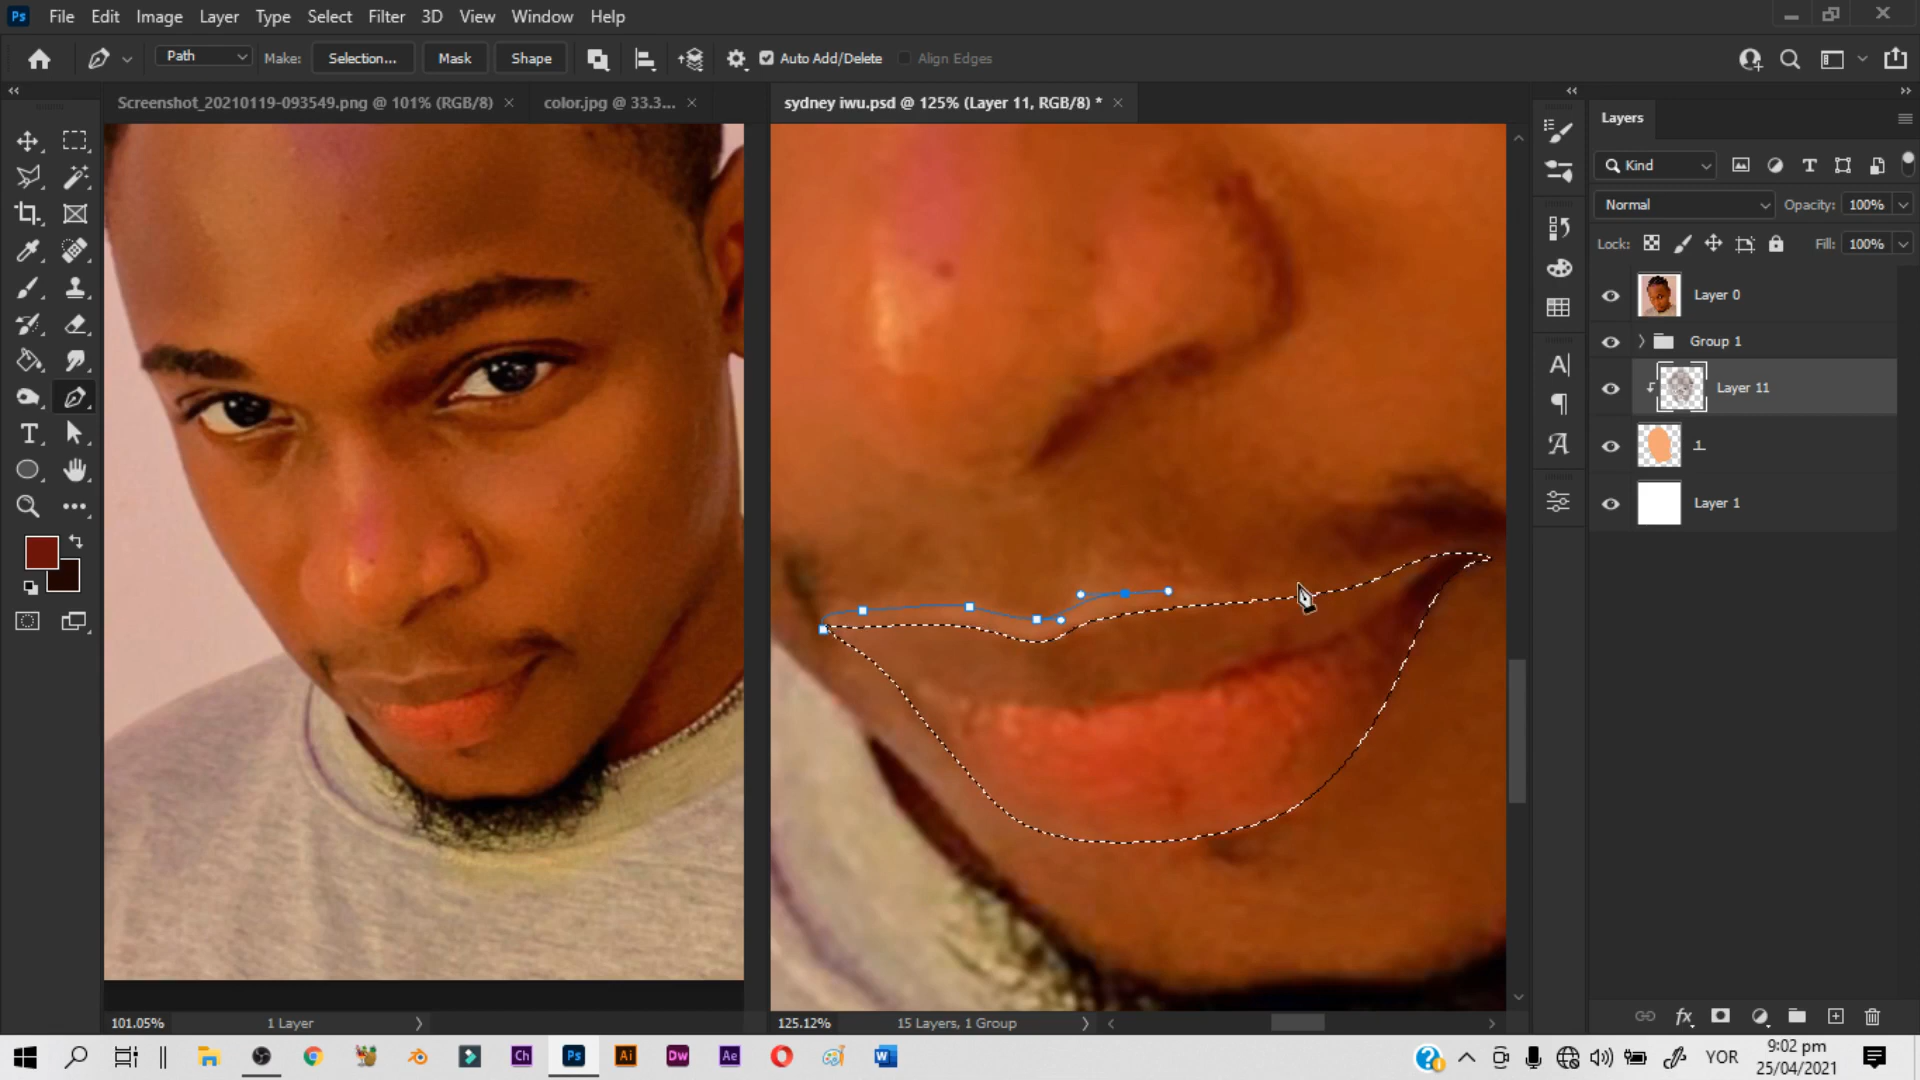 Ps File Edit Image Layer Type Select Filter 3D View Window Help
Path Make: Selection... Mask Shape Auto Add/Delete Align Edges
Screenshot_20210119-093549.png @ 101% (RGB/8) color.jpg @ 33.3... sydney iwu.psd @ 125% (Layer 11, RGB/8) *
Layers
Kind
Normal Opacity: 100%
Lock: Fill: 100%
Layer 0
Group 1
Layer 11
Layer 1
101.05% 1 Layer 125.12% 15 Layers, 1 Group
Ch Ps Ai Dw Ae W YOR 9:02 pm
25/04/2021